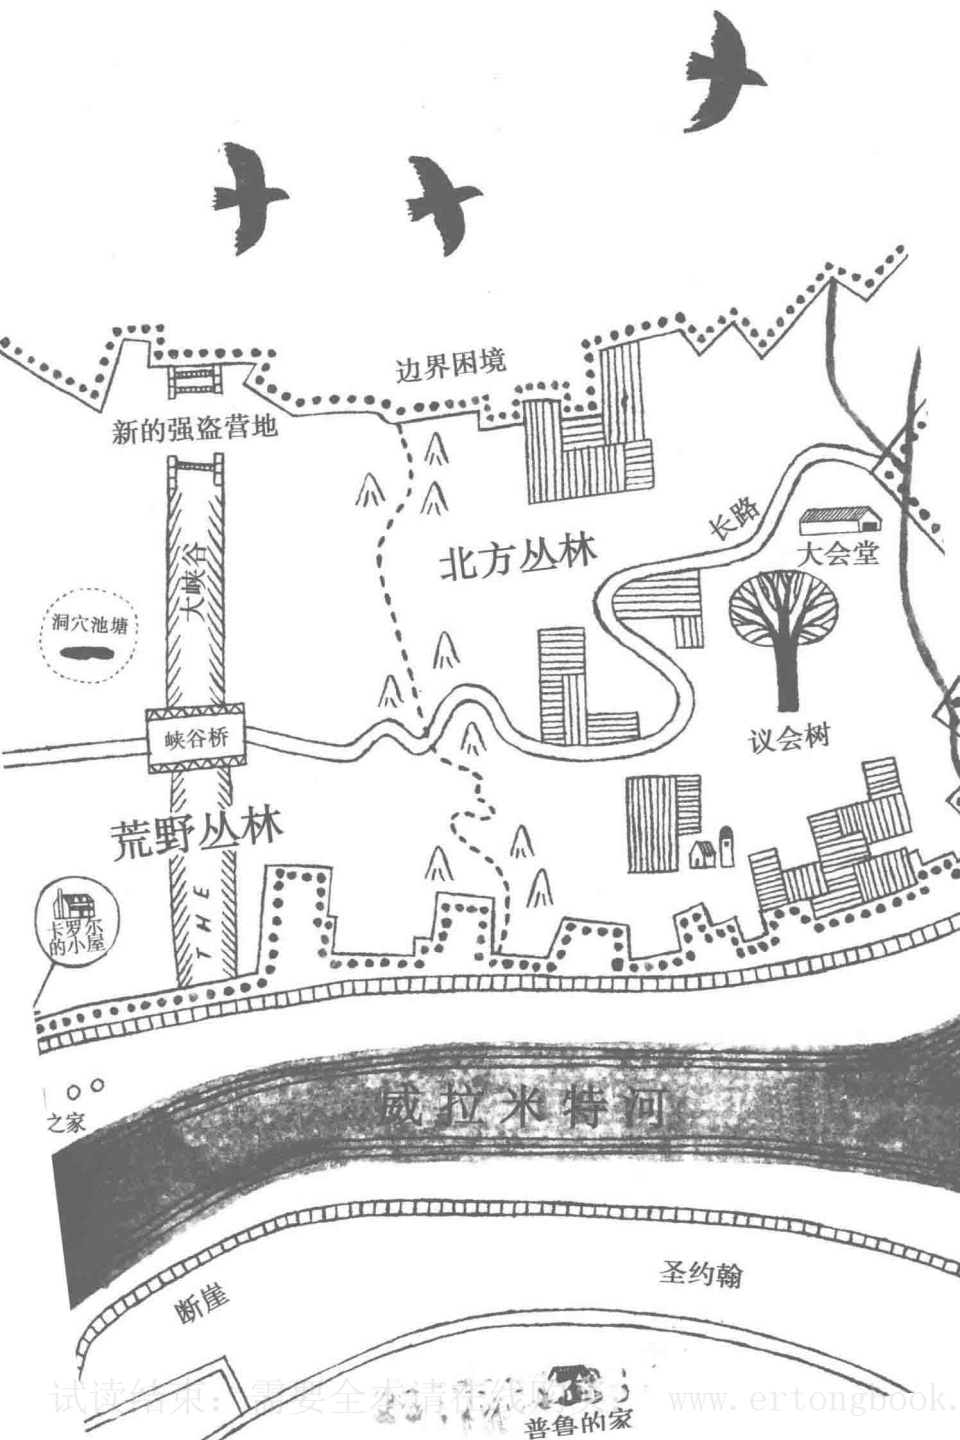 边界困境
新的强盗营地
长路
大会堂
北方丛林
大峡谷
洞穴池塘
峡谷桥
议会树
荒野丛林
卡罗尔
的小屋
THE
之家
威拉米特河
圣约翰
断崖
试读结束：需要全本请在线购买： www.ertongbook.
普鲁的家